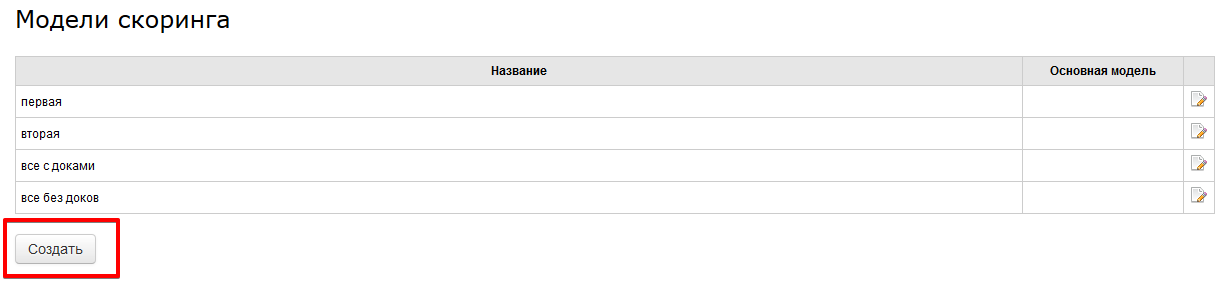 Модели скоринга
Название Основная модель
первая
вторая
все с доками
все без доков
Создать